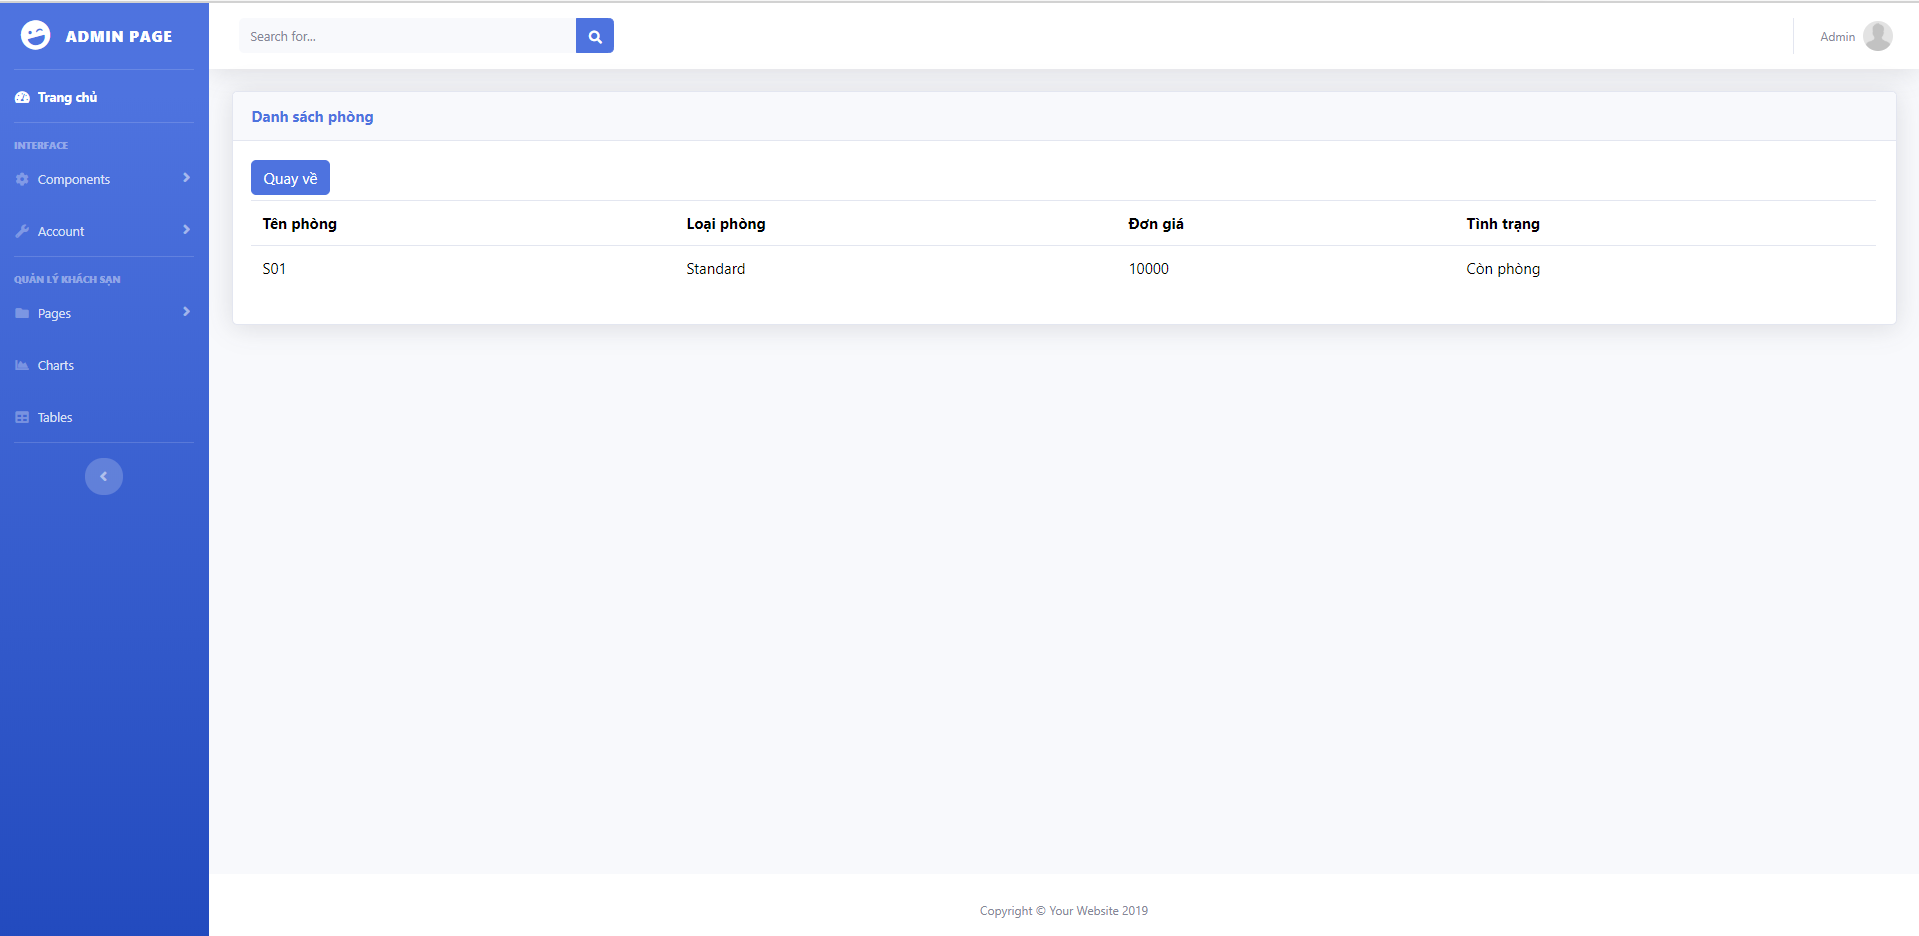 ADMIN PAGE
Search for...
Admin
Trang chủ
INTERFACE
Components
Account
QUẢN LÝ KHÁCH SẠN
Pages
Charts
Tables
Danh sách phòng
Quay về
Tên phòng Loại phòng Đơn giá Tình trạng
S01 Standard 10000 Còn phòng
Copyright © Your Website 2019